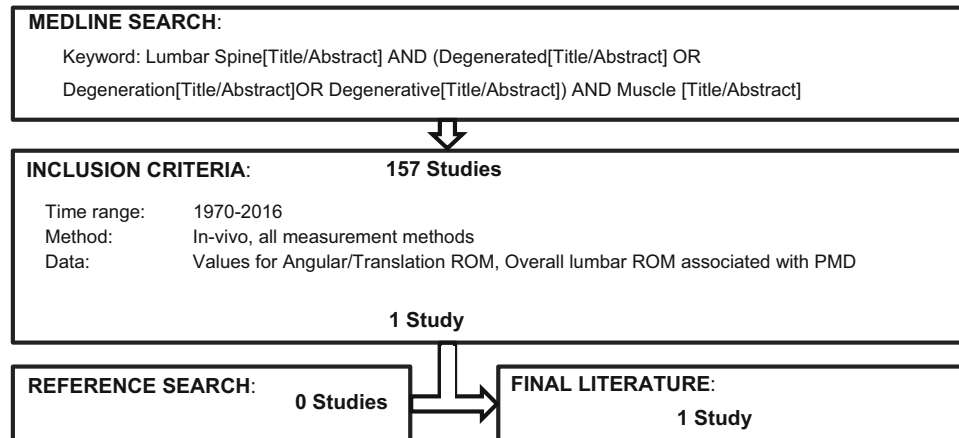 MEDLINE SEARCH:
Keyword: Lumbar Spine[Title/Abstract] AND (Degenerated[Title/Abstract] OR
Degeneration[Title/Abstract]OR Degenerative[Title/Abstract]) AND Muscle [Title/Abstract]
INCLUSION CRITERIA: 157 Studies
Time range: 1970-2016
Method: In-vivo, all measurement methods
Data: Values for Angular/Translation ROM, Overall lumbar ROM associated with PMD
1 Study
REFERENCE SEARCH:
0 Studies
FINAL LITERATURE:
1 Study